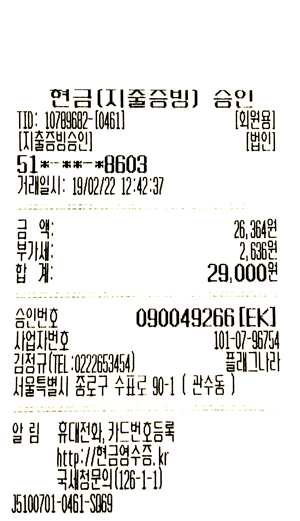 현금(지출증빙) 승인
TID: 10789682-[0461] [회원용]
[지출증빙승인] [법인]
51*-**-*8603
거래일시: 19/02/22 12:42:37
금 액: 26,364원
부가세: 2,636원
합 계: 29,000원
승인번호 090049266[EK]
사업자번호 101-07-96754
김정규(TEL:0222653454) 플래그나라
서울특별시 종로구 수표로 90-1 ( 관수동 )
알 림 휴대전화,카드번호등록
http://현금영수증.kr
국세청문의(126-1-1)
J5100701-0461-S969